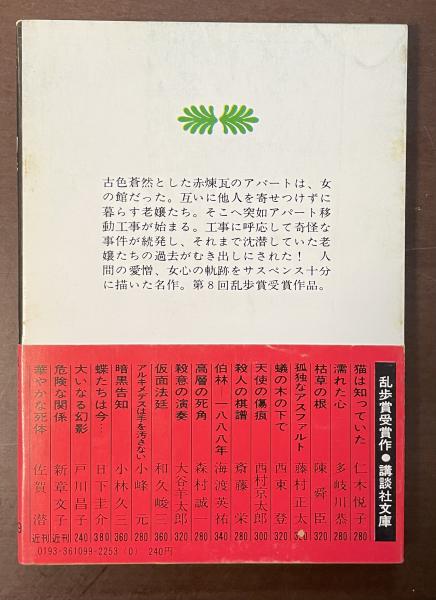 古色蒼然とした赤煉瓦のアパートは、女
の館だった。互いに他人を寄せつけずに
暮らす老嬢たち。そこへ突如アパート移
動工事が始まる。工事に呼応して奇怪な
事件が続発し、それまで沈潜していた老
嬢たちの過去がむき出しにされた！ 人
間の愛憎、女心の軌跡をサスペンス十分
に描いた名作。第8回乱歩賞受賞作品。
乱歩賞受賞作●講談社文庫
猫は知っていた 仁木悦子 280
濡れた心 多岐川恭 280
枯草の根 陳舜臣 320
孤独なアスファルト 藤村正太 320
蟻の木の下で 西東登 320
天使の傷痕 西村京太郎 300
殺人の棋譜 斎藤栄 280
伯林―一八八八年 海渡英祐 340
高層の死角 森村誠一 320
殺意の演奏 大谷羊太郎 320
仮面法廷 和久峻三 360
アルキメデスは手を汚さない 小峰元 280
暗黒告知 小林久三 360
蝶たちは今… 日下圭介 380
大いなる幻影 戸川昌子 240
危険な関係 新章文子 近刊
華やかな死体 佐賀潜 近刊
0193-361099-2253 (0) 240円